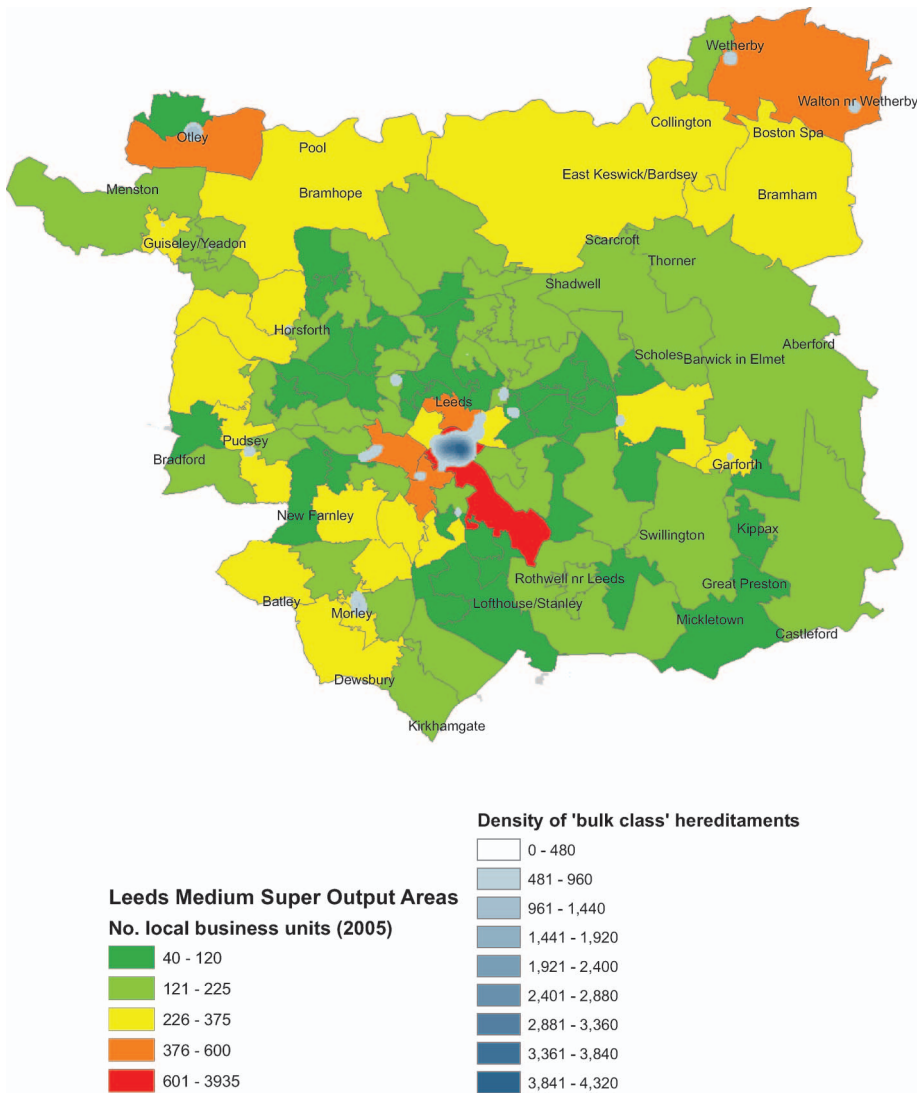 Wetherby
Walton nr Wetherby
Collington
Boston Spa
Otley
Pool
East Keswick/Bardsey
Menston
Bramhope
Bramham
Guiseley/Yeadon
Scarcroft
Thorner
Shadwell
Horsforth
Aberford
Scholes
Barwick in Elmet
Leeds
Pudsey
Bradford
Garforth
New Farnley
Kippax
Swillington
Rothwell nr Leeds
Great Preston
Batley
Lofthouse/Stanley
Morley
Mickletown
Castleford
Dewsbury
Kirkhamgate
Leeds Medium Super Output Areas
No. local business units (2005)
40 - 120
121 - 225
226 - 375
376 - 600
601 - 3935
Density of 'bulk class' hereditaments
0 - 480
481 - 960
961 - 1,440
1,441 - 1,920
1,921 - 2,400
2,401 - 2,880
2,881 - 3,360
3,361 - 3,840
3,841 - 4,320